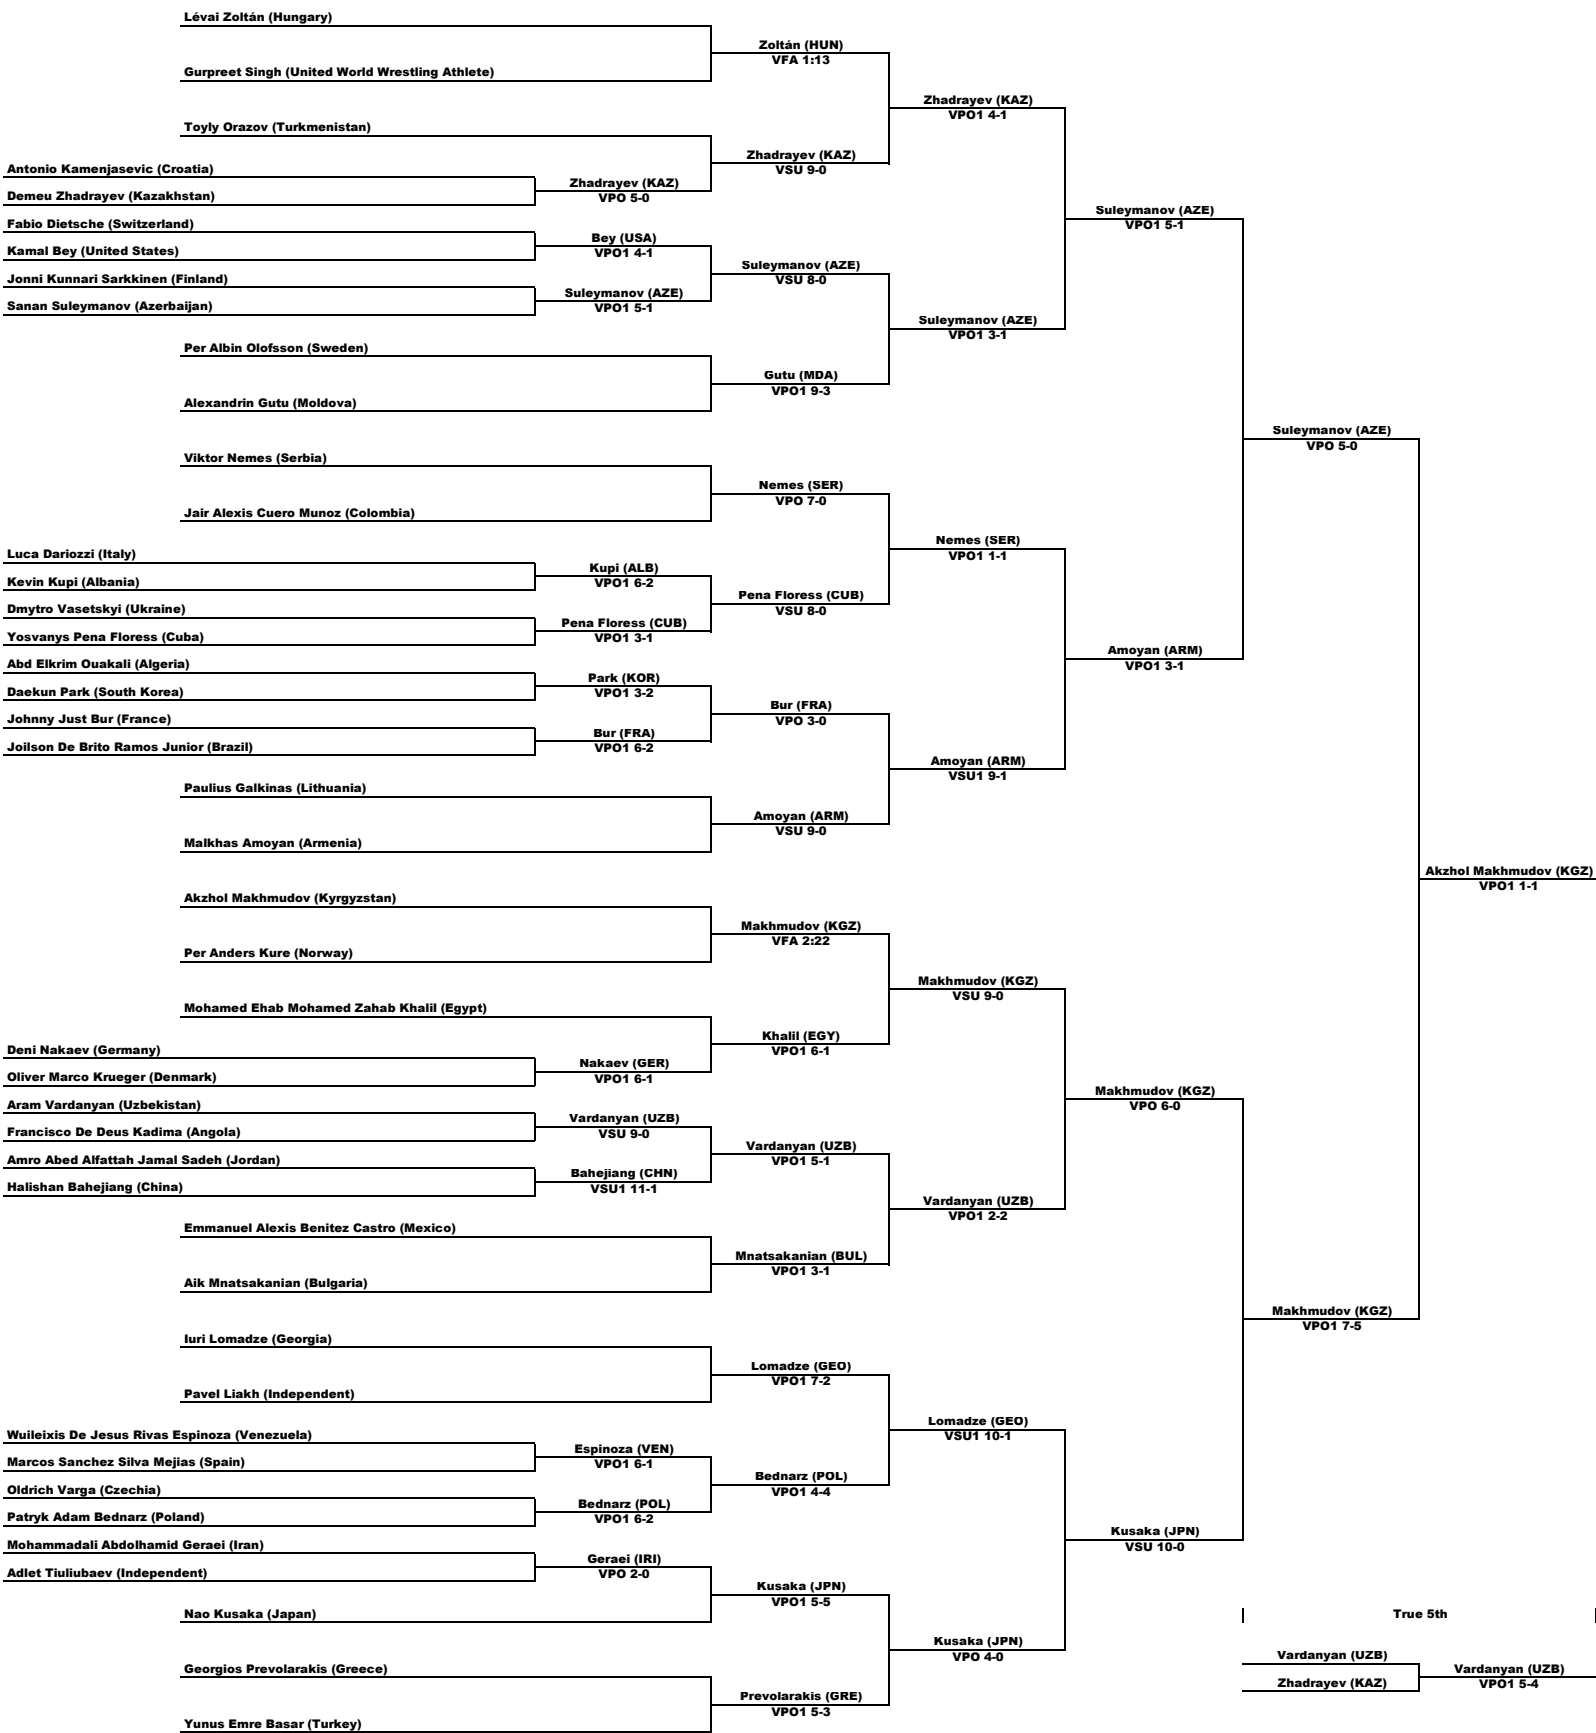 Lévai Zoltán (Hungary)
Gurpreet Singh (United World Wrestling Athlete)
Toyly Orazov (Turkmenistan)
Antonio Kamenjasevic (Croatia)
Demeu Zhadrayev (Kazakhstan)
Fabio Dietsche (Switzerland)
Kamal Bey (United States)
Jonni Kunnari Sarkkinen (Finland)
Sanan Suleymanov (Azerbaijan)
Per Albin Olofsson (Sweden)
Alexandrin Gutu (Moldova)
Viktor Nemes (Serbia)
Jair Alexis Cuero Munoz (Colombia)
Luca Dariozzi (Italy)
Kevin Kupi (Albania)
Dmytro Vasetskyi (Ukraine)
Yosvanys Pena Floress (Cuba)
Abd Elkrim Ouakali (Algeria)
Daekun Park (South Korea)
Johnny Just Bur (France)
Joilson De Brito Ramos Junior (Brazil)
Paulius Galkinas (Lithuania)
Malkhas Amoyan (Armenia)
Akzhol Makhmudov (Kyrgyzstan)
Per Anders Kure (Norway)
Mohamed Ehab Mohamed Zahab Khalil (Egypt)
Deni Nakaev (Germany)
Oliver Marco Krueger (Denmark)
Aram Vardanyan (Uzbekistan)
Francisco De Deus Kadima (Angola)
Amro Abed Alfattah Jamal Sadeh (Jordan)
Halishan Bahejiang (China)
Emmanuel Alexis Benitez Castro (Mexico)
Aik Mnatsakanian (Bulgaria)
Iuri Lomadze (Georgia)
Pavel Liakh (Independent)
Wuileixis De Jesus Rivas Espinoza (Venezuela)
Marcos Sanchez Silva Mejias (Spain)
Oldrich Varga (Czechia)
Patryk Adam Bednarz (Poland)
Mohammadali Abdolhamid Geraei (Iran)
Adlet Tiuliubaev (Independent)
Nao Kusaka (Japan)
Georgios Prevolarakis (Greece)
Yunus Emre Basar (Turkey)
Zhadrayev (KAZ)
VPO 5-0
Bey (USA)
VPO1 4-1
Suleymanov (AZE)
VPO1 5-1
Kupi (ALB)
VPO1 6-2
Pena Floress (CUB)
VPO1 3-1
Park (KOR)
VPO1 3-2
Bur (FRA)
VPO1 6-2
Nakaev (GER)
VPO1 6-1
Vardanyan (UZB)
VSU 9-0
Bahejiang (CHN)
VSU1 11-1
Espinoza (VEN)
VPO1 6-1
Bednarz (POL)
VPO1 6-2
Geraei (IRI)
VPO 2-0
Zoltán (HUN)
VFA 1:13
Zhadrayev (KAZ)
VSU 9-0
Suleymanov (AZE)
VSU 8-0
Gutu (MDA)
VPO1 9-3
Nemes (SER)
VPO 7-0
Pena Floress (CUB)
VSU 8-0
Bur (FRA)
VPO 3-0
Amoyan (ARM)
VSU 9-0
Makhmudov (KGZ)
VFA 2:22
Khalil (EGY)
VPO1 6-1
Vardanyan (UZB)
VPO1 5-1
Mnatsakanian (BUL)
VPO1 3-1
Lomadze (GEO)
VPO1 7-2
Bednarz (POL)
VPO1 4-4
Kusaka (JPN)
VPO1 5-5
Prevolarakis (GRE)
VPO1 5-3
Zhadrayev (KAZ)
VPO1 4-1
Suleymanov (AZE)
VPO1 3-1
Nemes (SER)
VPO1 1-1
Amoyan (ARM)
VSU1 9-1
Makhmudov (KGZ)
VSU 9-0
Vardanyan (UZB)
VPO1 2-2
Lomadze (GEO)
VSU1 10-1
Kusaka (JPN)
VPO 4-0
Suleymanov (AZE)
VPO1 5-1
Amoyan (ARM)
VPO1 3-1
Makhmudov (KGZ)
VPO 6-0
Kusaka (JPN)
VSU 10-0
Suleymanov (AZE)
VPO 5-0
Makhmudov (KGZ)
VPO1 7-5
Akzhol Makhmudov (KGZ)
VPO1 1-1
True 5th
Vardanyan (UZB)
Zhadrayev (KAZ)
Vardanyan (UZB)
VPO1 5-4